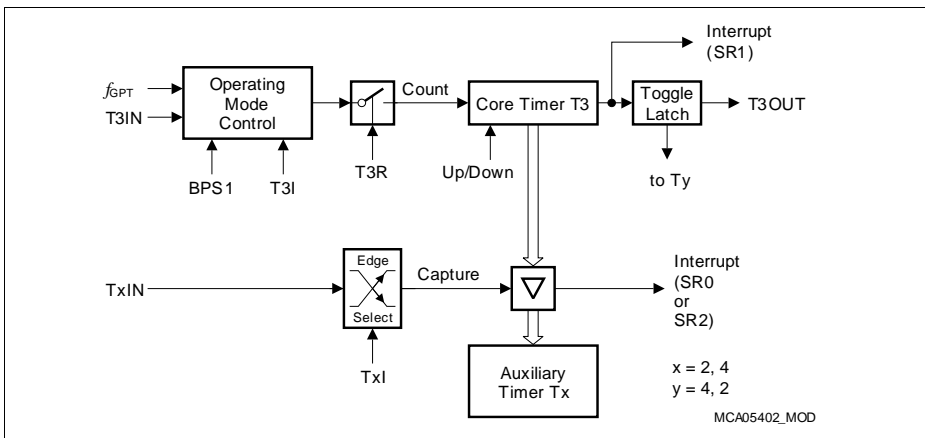 Interrupt
(SR1)
fGPT
T3IN
Operating
Mode
Control
Count
Core Timer T3
Toggle
Latch
T3OUT
BPS1
T3I
T3R
Up/Down
to Ty
TxIN
Edge
Select
Capture
Interrupt
(SR0
or
SR2)
TxI
Auxiliary
Timer Tx
x = 2, 4
y = 4, 2
MCA05402_MOD